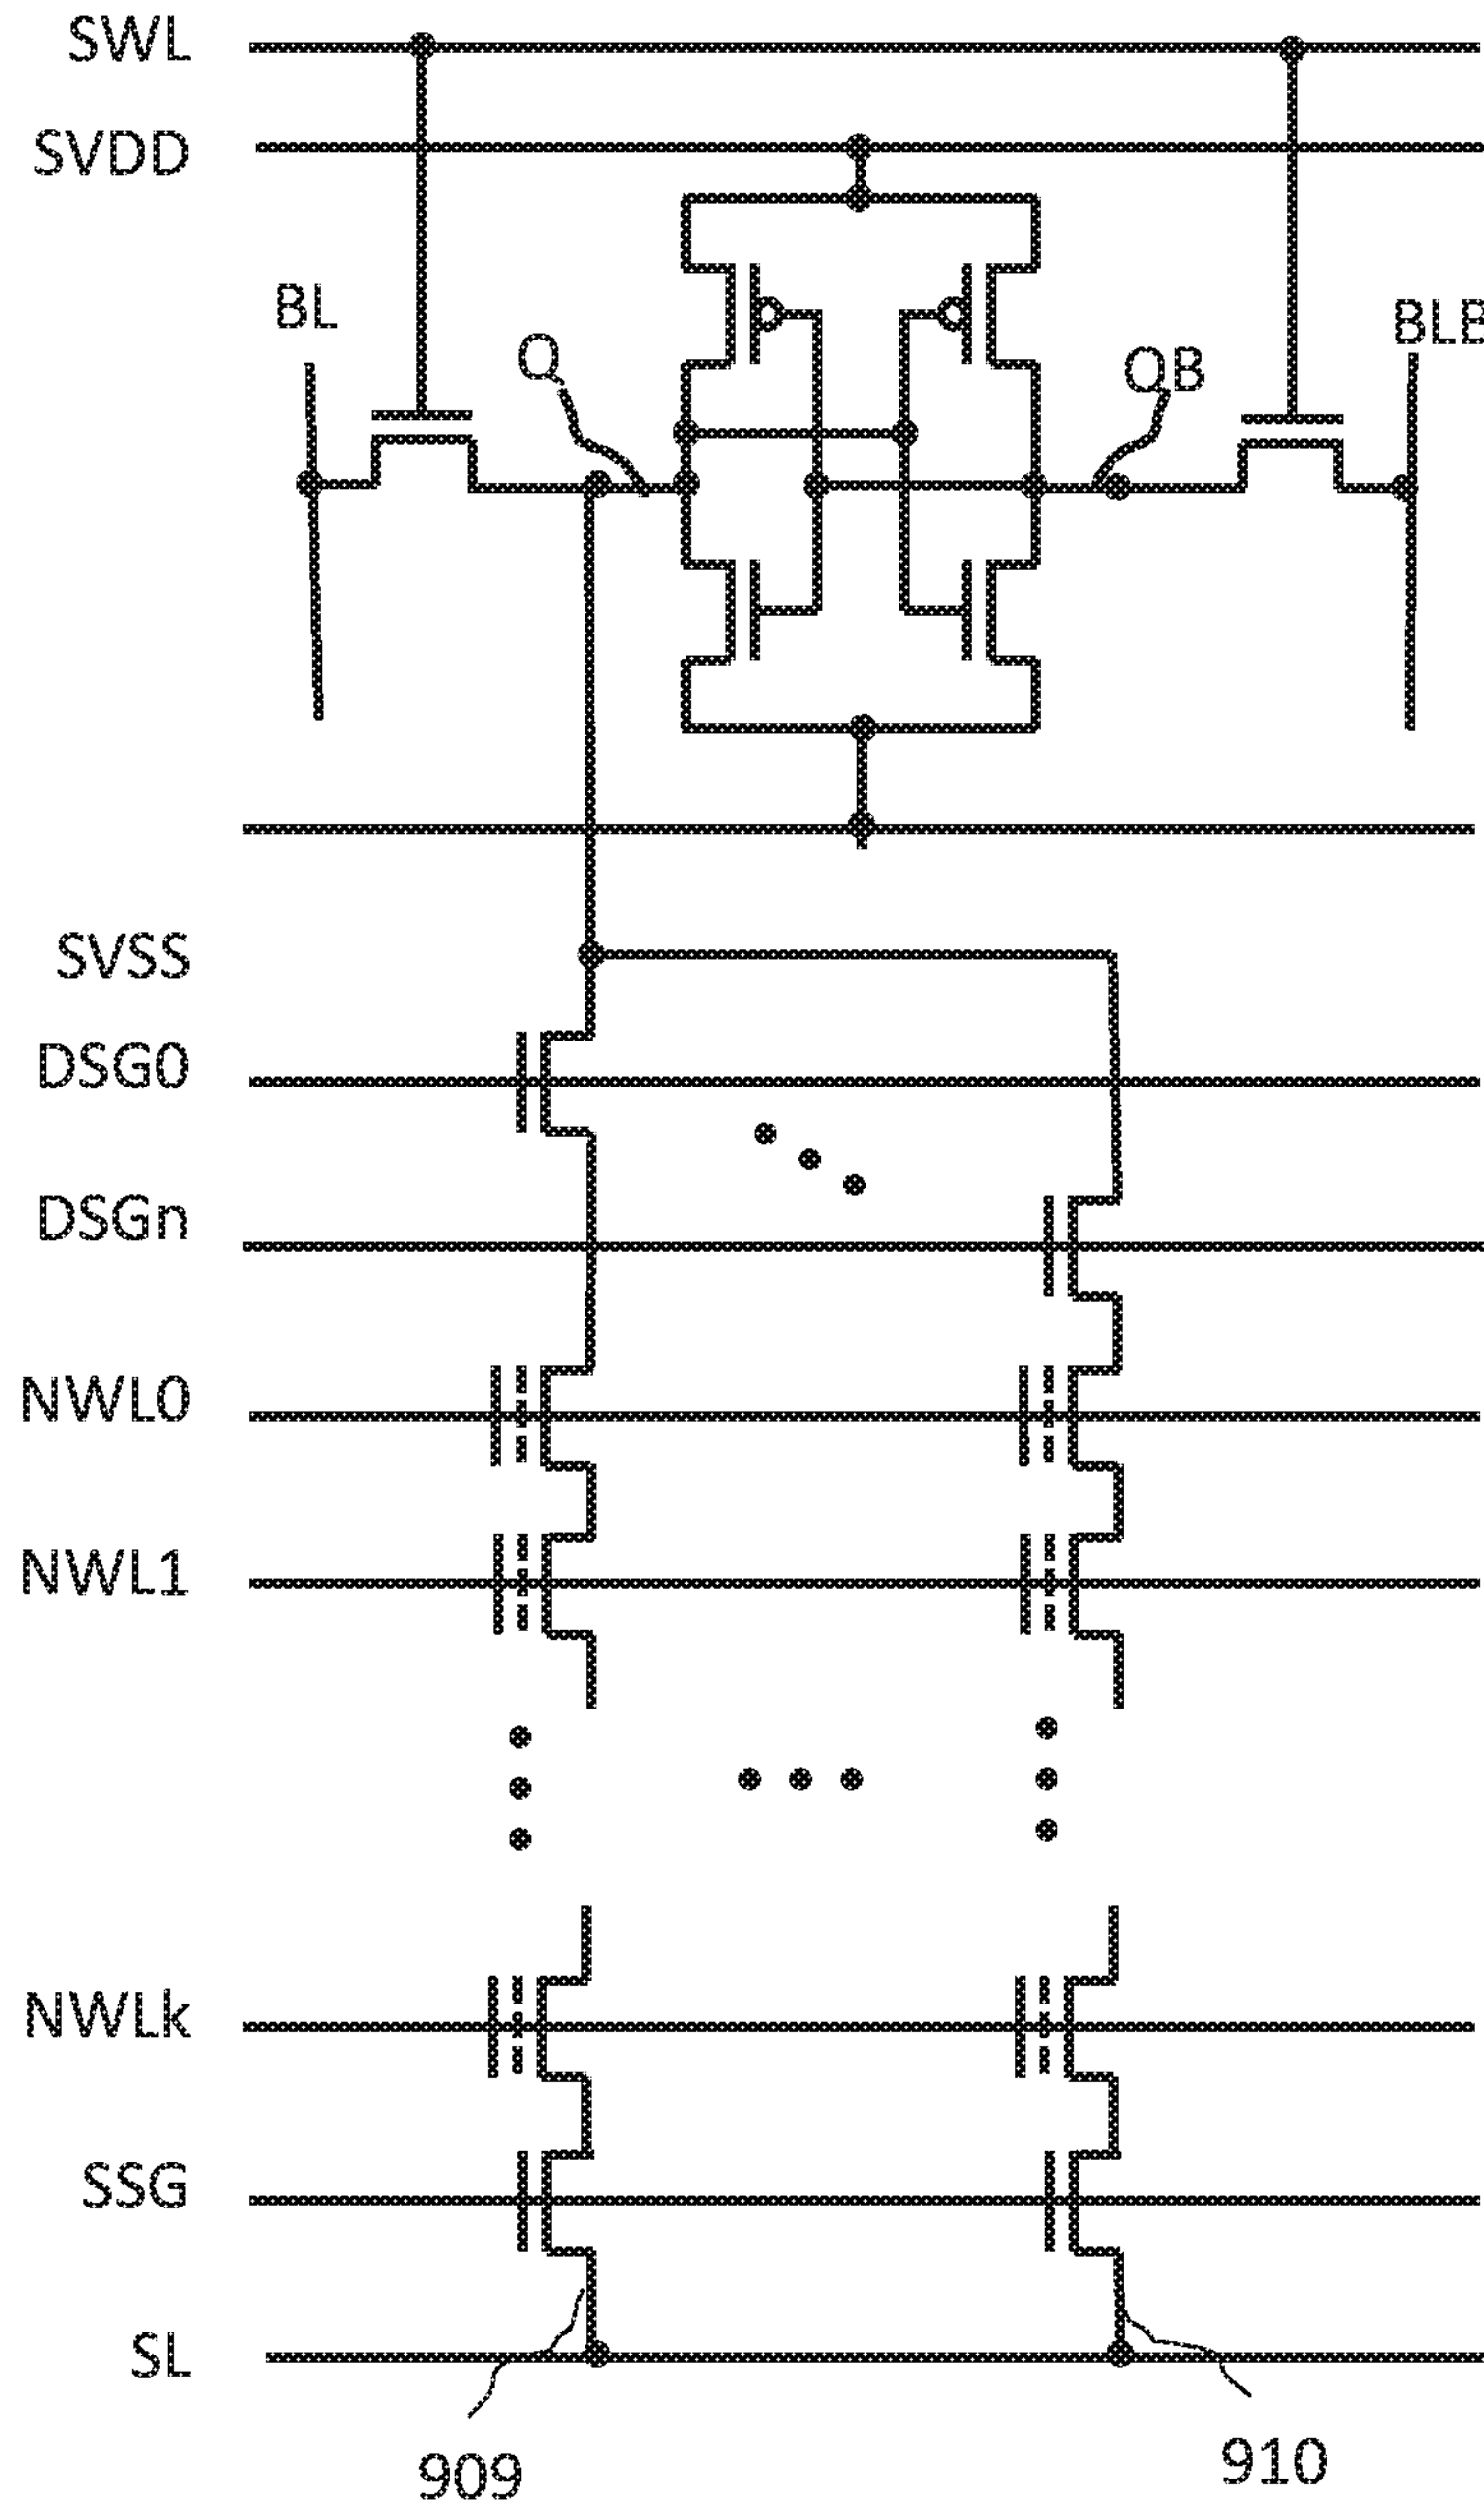 SWL
SVDD
BL
BLB
Q
QB
SVSS
DSG0
DSGn
NWL0
NWL1
NWLk
SSG
SL
909
910